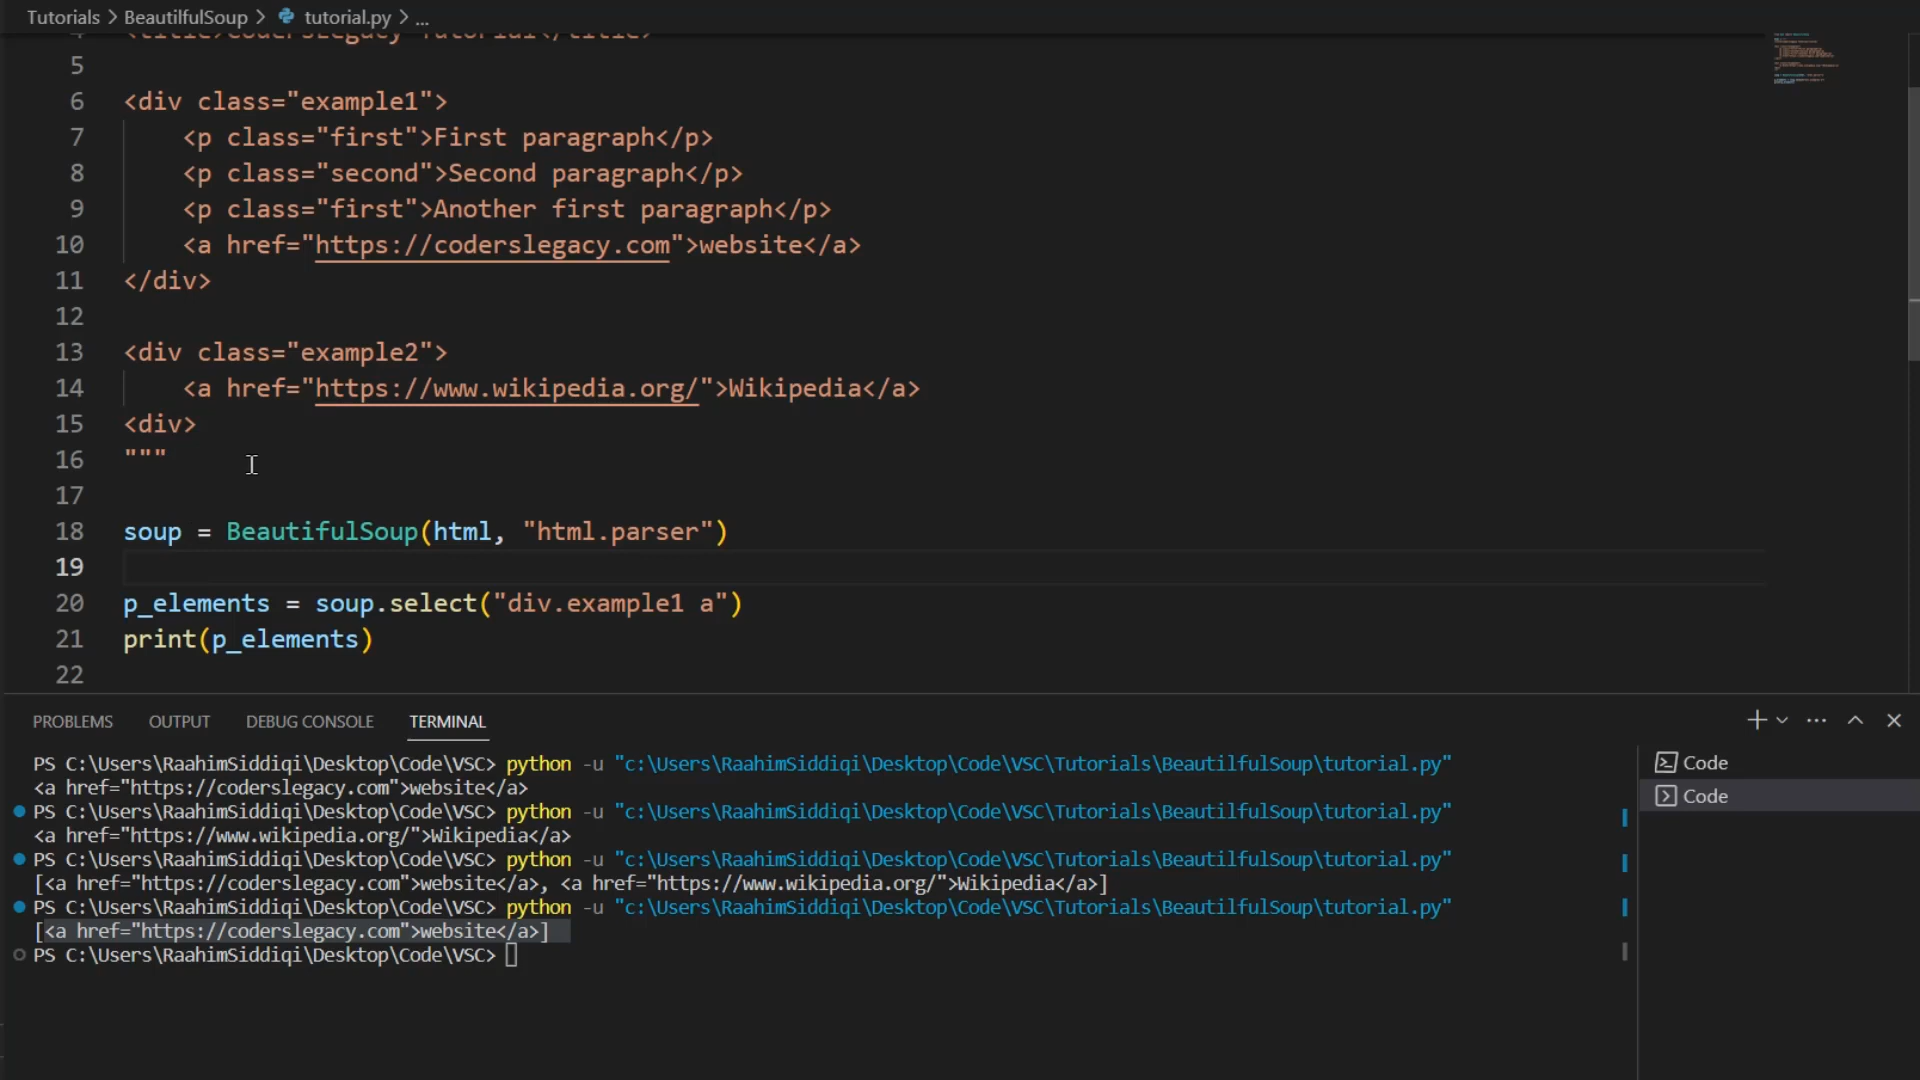 Tutorials > BeautilfulSoup > tutorial.py > ...
4 <title>CodersLegacy Tutorial</title>
5
6 <div class="example1">
7 <p class="first">First paragraph</p>
8 <p class="second">Second paragraph</p>
9 <p class="first">Another first paragraph</p>
10 <a href="https://coderslegacy.com">website</a>
11 </div>
12
13 <div class="example2">
14 <a href="https://www.wikipedia.org/">Wikipedia</a>
15 <div>
16 """
17
18 soup = BeautifulSoup(html, "html.parser")
19
20 p_elements = soup.select("div.example1 a")
21 print(p_elements)
22
PROBLEMS OUTPUT DEBUG CONSOLE TERMINAL
PS C:\Users\RaahimSiddiqi\Desktop\Code\VSC> python -u "c:\Users\RaahimSiddiqi\Desktop\Code\VSC\Tutorials\BeautilfulSoup\tutorial.py"
<a href="https://coderslegacy.com">website</a>
PS C:\Users\RaahimSiddiqi\Desktop\Code\VSC> python -u "c:\Users\RaahimSiddiqi\Desktop\Code\VSC\Tutorials\BeautilfulSoup\tutorial.py"
<a href="https://www.wikipedia.org/">Wikipedia</a>
PS C:\Users\RaahimSiddiqi\Desktop\Code\VSC> python -u "c:\Users\RaahimSiddiqi\Desktop\Code\VSC\Tutorials\BeautilfulSoup\tutorial.py"
[<a href="https://coderslegacy.com">website</a>, <a href="https://www.wikipedia.org/">Wikipedia</a>]
PS C:\Users\RaahimSiddiqi\Desktop\Code\VSC> python -u "c:\Users\RaahimSiddiqi\Desktop\Code\VSC\Tutorials\BeautilfulSoup\tutorial.py"
[<a href="https://coderslegacy.com">website</a>]
PS C:\Users\RaahimSiddiqi\Desktop\Code\VSC>
Code
Code